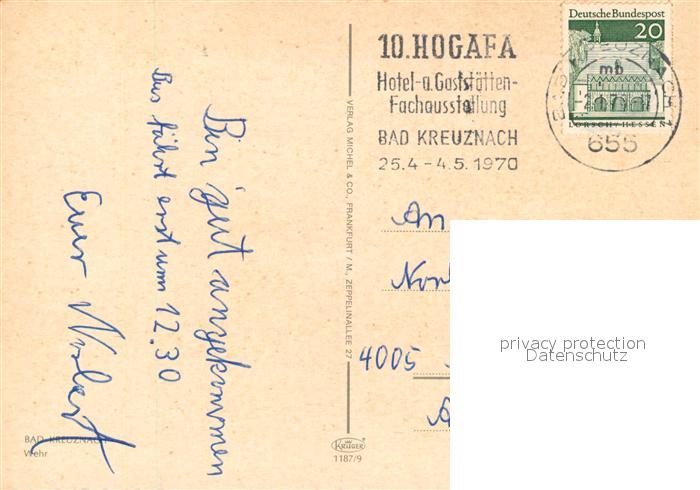 Bin gut angekommen
Bus fährt erst um 12.30
Euer Norbert
BAD KREUZNACH
Wehr
VERLAG MICHEL & CO., FRANKFURT / M., ZEPPELINALLEE 27
KRÜGER
1187/9
10. HOGAFA
Hotel-u.Gaststätten-
Fachausstellung
BAD KREUZNACH
25.4 - 4.5.1970
Deutsche Bundespost
20
mb
LORSCH/HESSEN
655
An
4005
privacy protection
Datenschutz